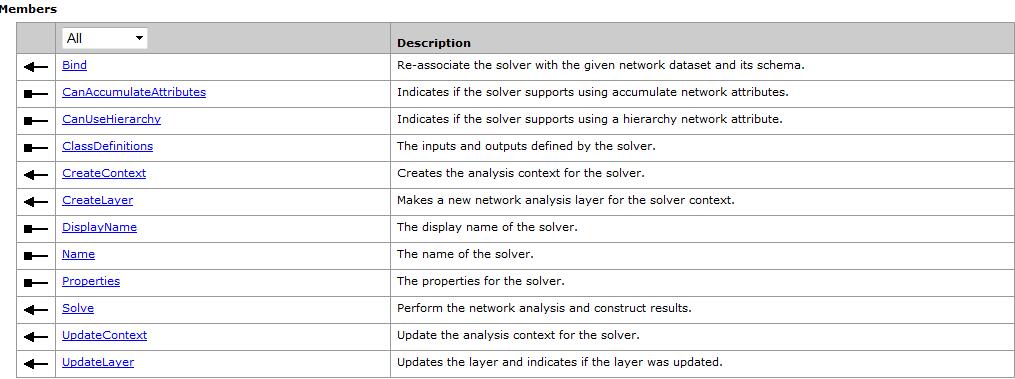 Members
All
Description
Bind Re-associate the solver with the given network dataset and its schema.
CanAccumulateAttributes Indicates if the solver supports using accumulate network attributes.
CanUseHierarchy Indicates if the solver supports using a hierarchy network attribute.
ClassDefinitions The inputs and outputs defined by the solver.
CreateContext Creates the analysis context for the solver.
CreateLayer Makes a new network analysis layer for the solver context.
DisplayName The display name of the solver.
Name The name of the solver.
Properties The properties for the solver.
Solve Perform the network analysis and construct results.
UpdateContext Update the analysis context for the solver.
UpdateLayer Updates the layer and indicates if the layer was updated.